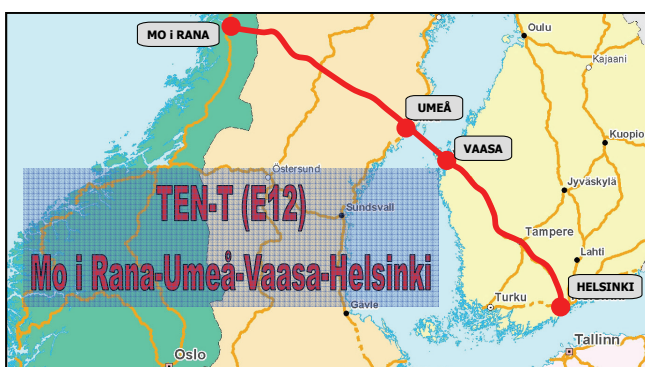 MO i RANA
Oulu
Kajaani
UMEÅ
VAASA
Kuopio
Östersund
Jyväskylä
TEN-T (E12)
Sundsvall
Tampere
Mo i Rana-Umeå-Vaasa-Helsinki
Lahti
HELSINKI
Turku
Gävle
Tallinn
Oslo